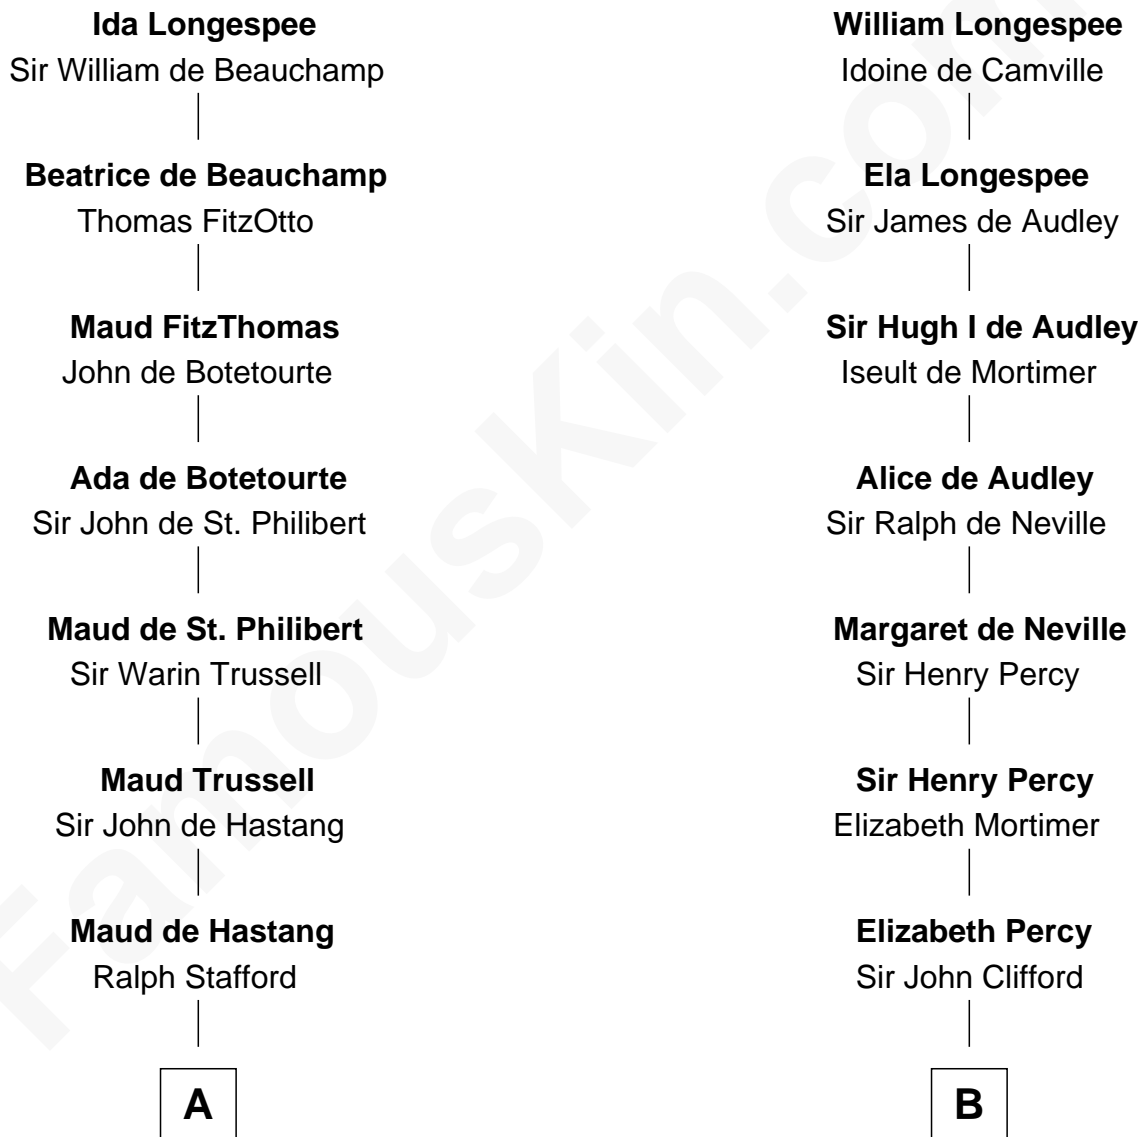 Ida Longespee
Sir William de Beauchamp
Beatrice de Beauchamp
Thomas FitzOtto
Maud FitzThomas
John de Botetourte
Ada de Botetourte
Sir John de St. Philibert
Maud de St. Philibert
Sir Warin Trussell
Maud Trussell
Sir John de Hastang
Maud de Hastang
Ralph Stafford
A
William Longespee
Idoine de Camville
Ela Longespee
Sir James de Audley
Sir Hugh I de Audley
Iseult de Mortimer
Alice de Audley
Sir Ralph de Neville
Margaret de Neville
Sir Henry Percy
Sir Henry Percy
Elizabeth Mortimer
Elizabeth Percy
Sir John Clifford
B
FamousKin.com